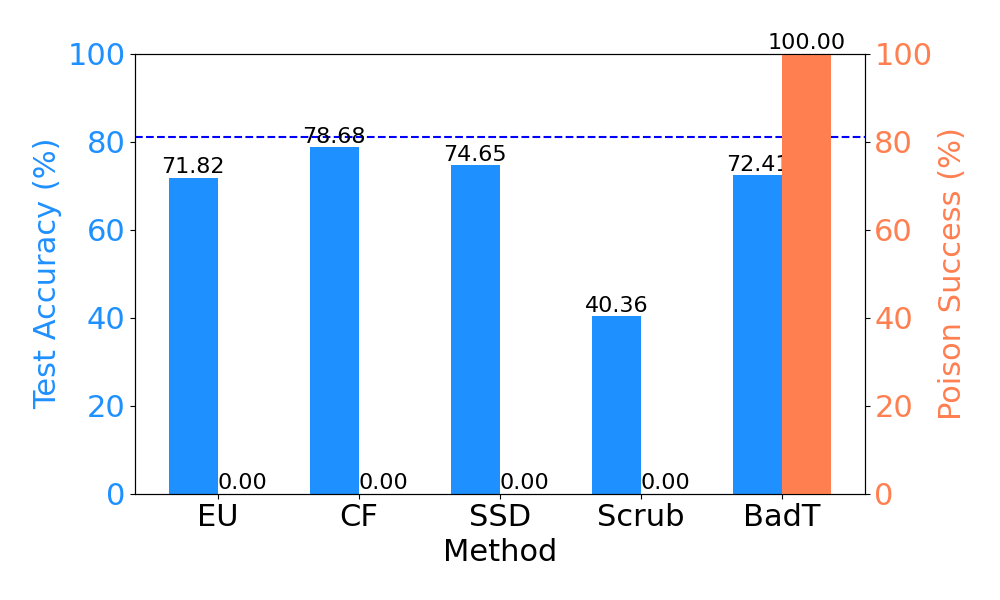 100.00
100
100
80
80
60
60
40
40
20
20
0
0
Test Accuracy (%)
Poison Success (%)
71.82
78.68
74.65
40.36
72.41
0.00
0.00
0.00
0.00
EU
CF
SSD
Scrub
BadT
Method